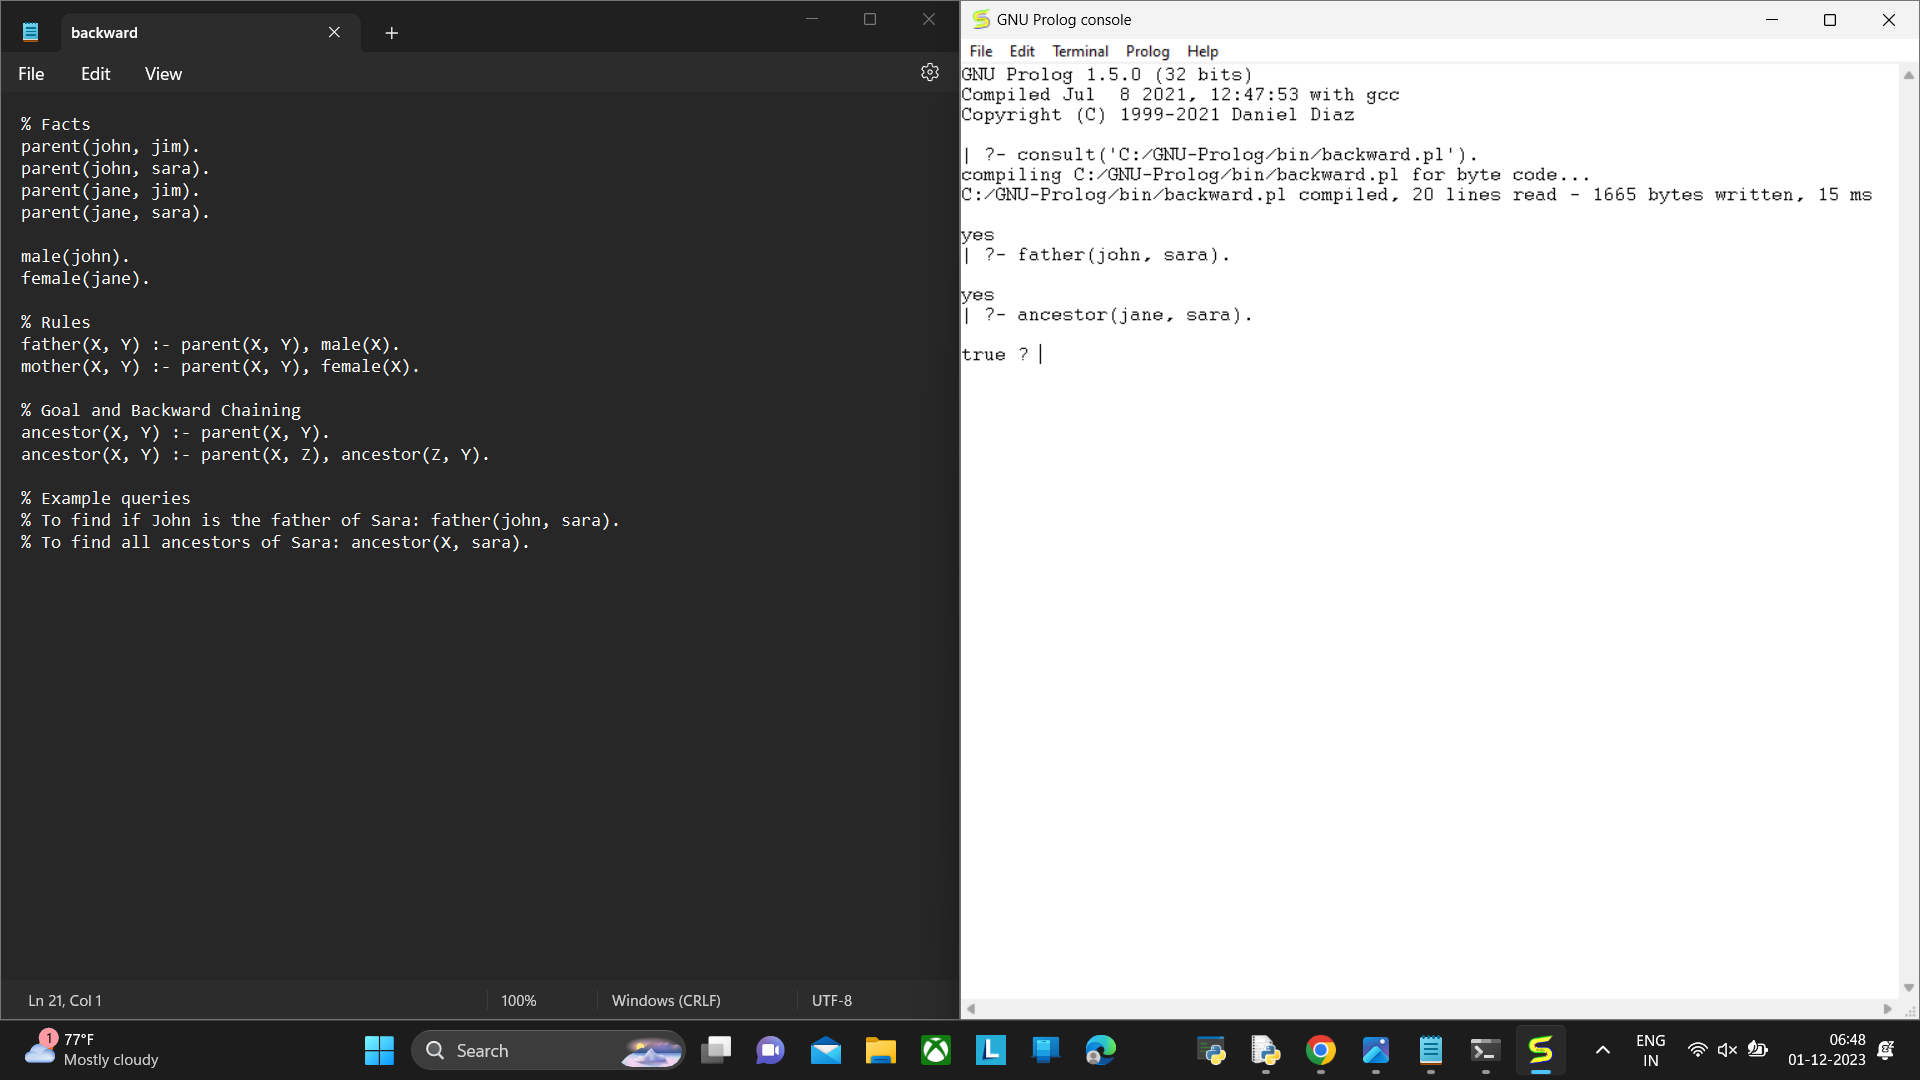 backward
File Edit View
% Facts
parent(john, jim).
parent(john, sara).
parent(jane, jim).
parent(jane, sara).
male(john).
female(jane).
% Rules
father(X, Y) :- parent(X, Y), male(X).
mother(X, Y) :- parent(X, Y), female(X).
% Goal and Backward Chaining
ancestor(X, Y) :- parent(X, Y).
ancestor(X, Y) :- parent(X, Z), ancestor(Z, Y).
% Example queries
% To find if John is the father of Sara: father(john, sara).
% To find all ancestors of Sara: ancestor(X, sara).
Ln 21, Col 1 100% Windows (CRLF) UTF-8
GNU Prolog console
File Edit Terminal Prolog Help
GNU Prolog 1.5.0 (32 bits)
Compiled Jul  8 2021, 12:47:53 with gcc
Copyright (C) 1999-2021 Daniel Diaz
| ?- consult('C:/GNU-Prolog/bin/backward.pl').
compiling C:/GNU-Prolog/bin/backward.pl for byte code...
C:/GNU-Prolog/bin/backward.pl compiled, 20 lines read - 1665 bytes written, 15 ms
yes
| ?- father(john, sara).
yes
| ?- ancestor(jane, sara).
true ?
1
77°F
Mostly cloudy
Search
L
ENG
IN
06:48
01-12-2023